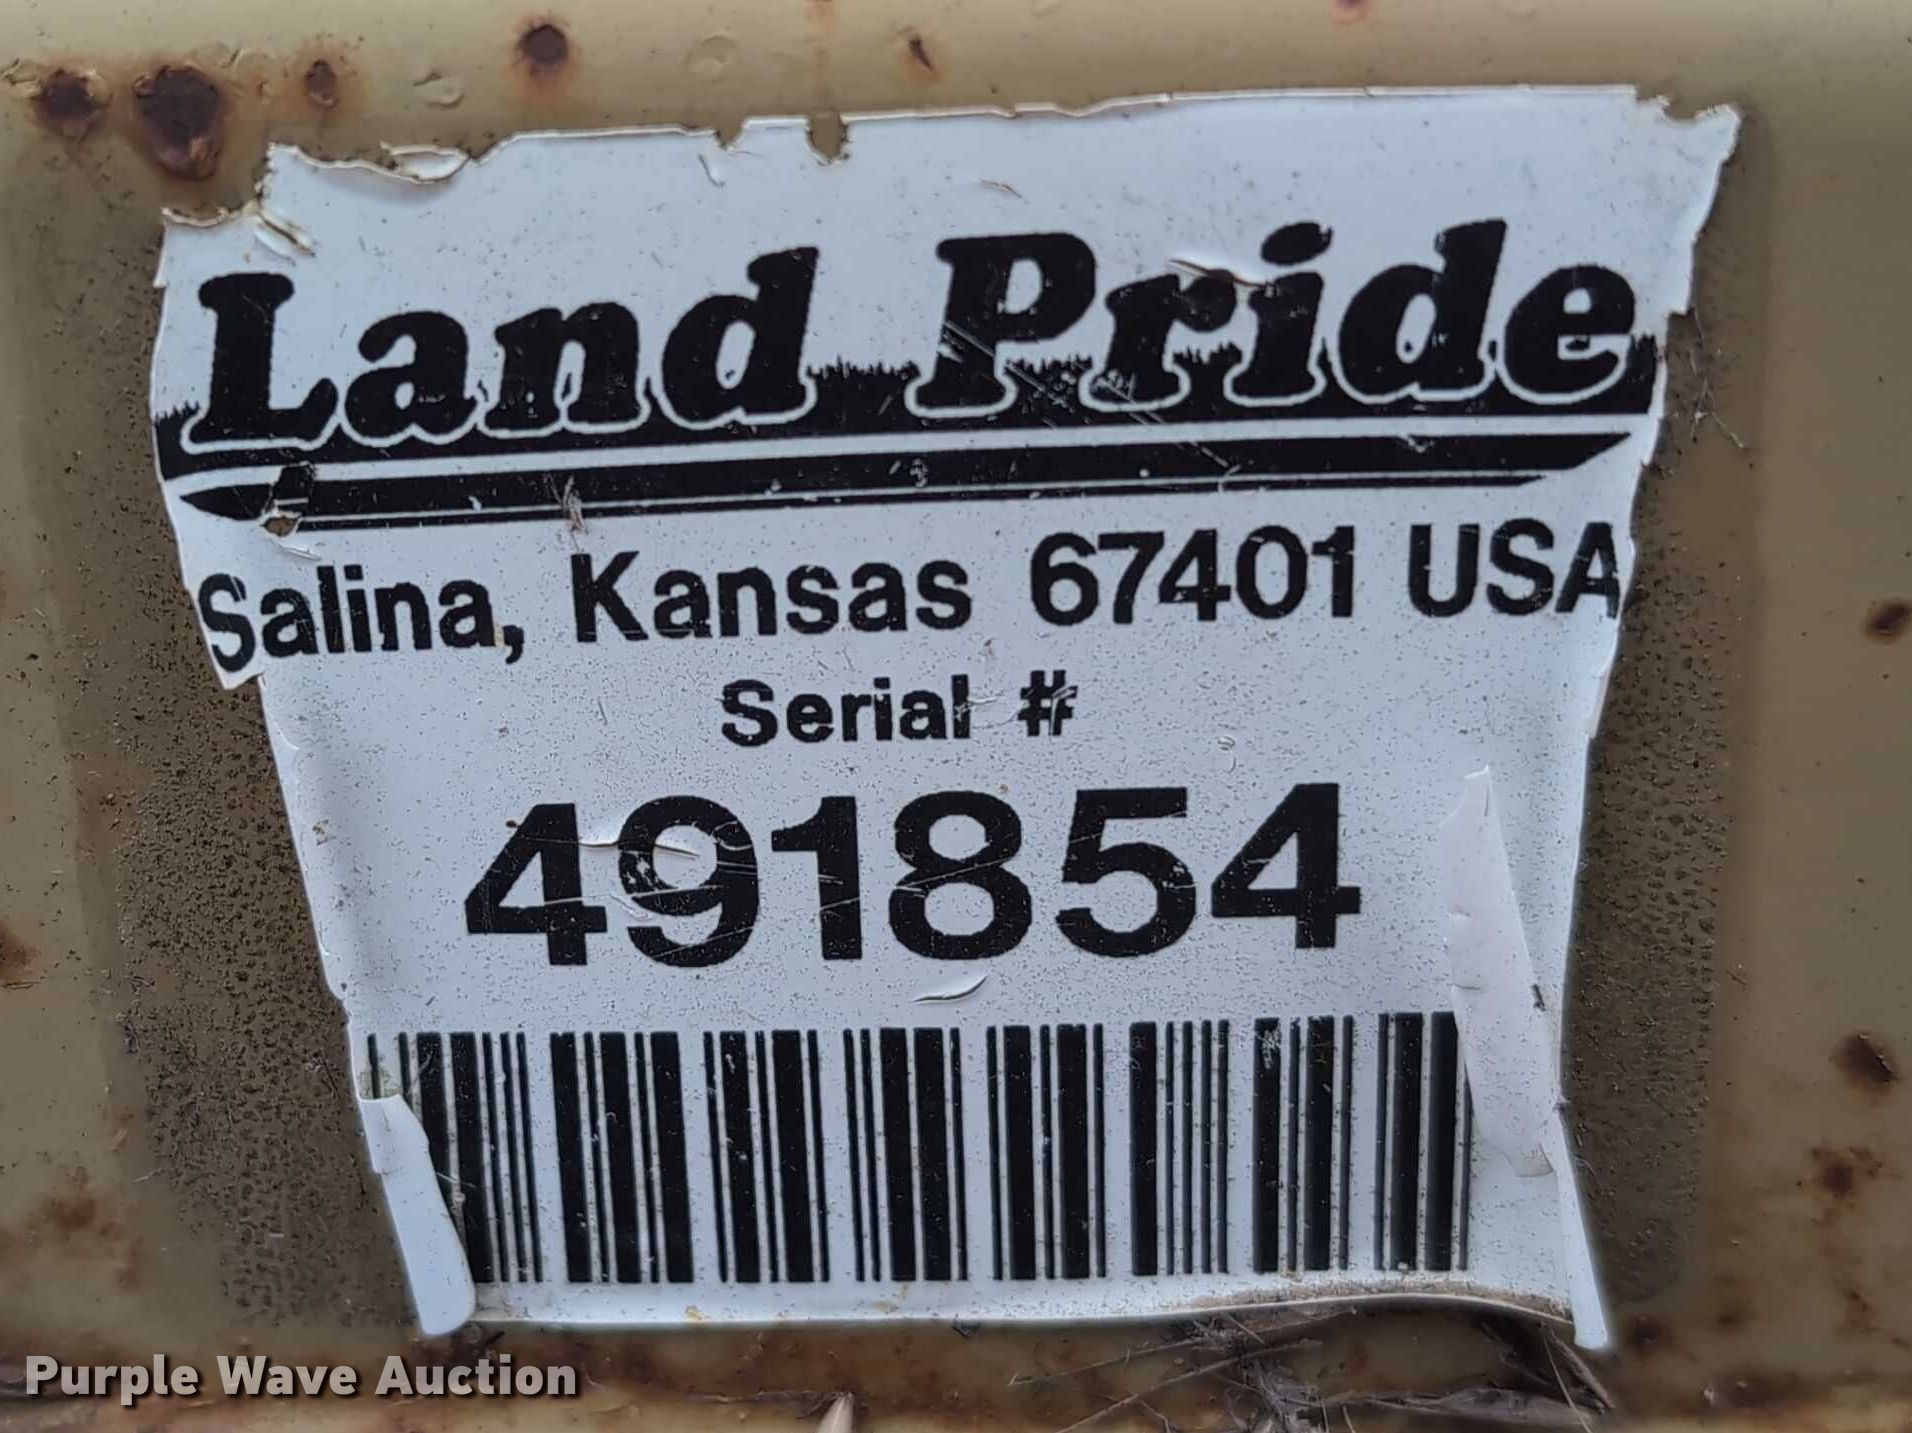 Land Pride
Salina, Kansas 67401 USA
Serial #
491854
Purple Wave Auction